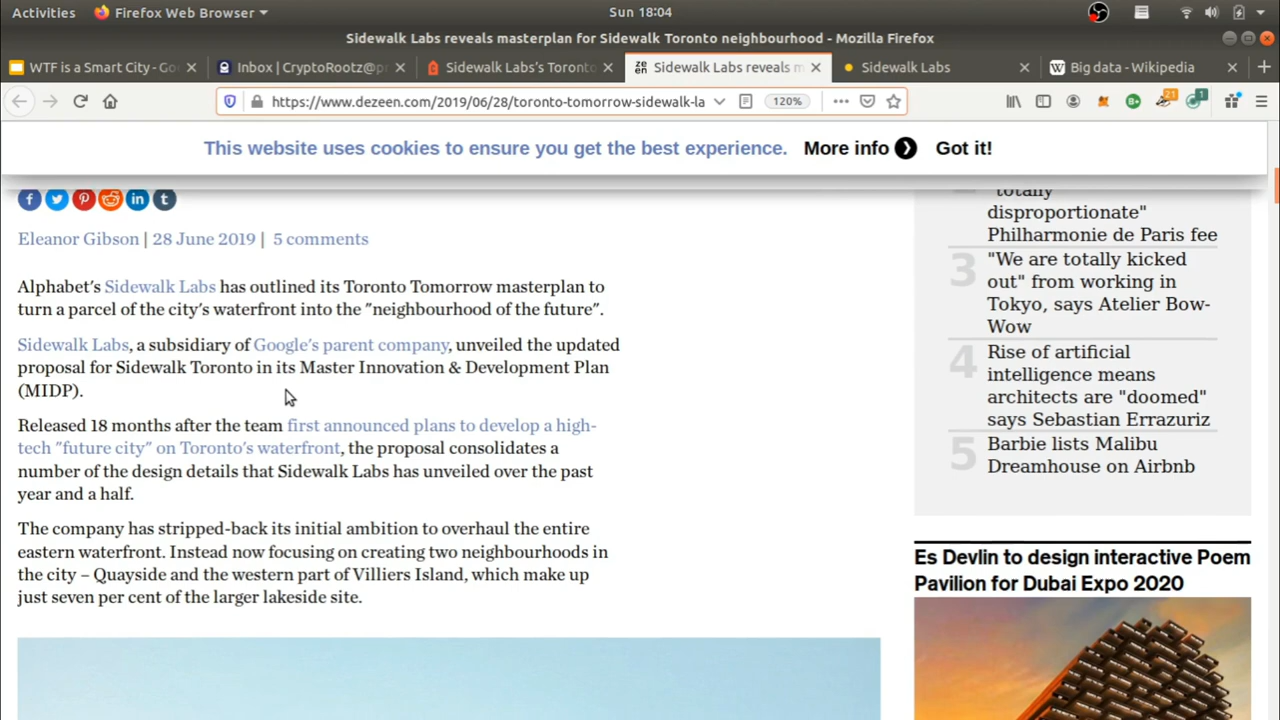 Activities Firefox Web Browser Sun 18:04
Sidewalk Labs reveals masterplan for Sidewalk Toronto neighbourhood - Mozilla Firefox
WTF is a Smart City - Go Inbox | CryptoRootz@p Sidewalk Labs's Toronto Sidewalk Labs reveals m Sidewalk Labs Big data - Wikipedia
https://www.dezeen.com/2019/06/28/toronto-tomorrow-sidewalk-la 120% 21 1
This website uses cookies to ensure you get the best experience. More info Got it!
Eleanor Gibson | 28 June 2019 | 5 comments
Alphabet's Sidewalk Labs has outlined its Toronto Tomorrow masterplan to
turn a parcel of the city's waterfront into the "neighbourhood of the future".
Sidewalk Labs, a subsidiary of Google's parent company, unveiled the updated
proposal for Sidewalk Toronto in its Master Innovation & Development Plan
(MIDP).
Released 18 months after the team first announced plans to develop a high-
tech "future city" on Toronto's waterfront, the proposal consolidates a
number of the design details that Sidewalk Labs has unveiled over the past
year and a half.
The company has stripped-back its initial ambition to overhaul the entire
eastern waterfront. Instead now focusing on creating two neighbourhoods in
the city – Quayside and the western part of Villiers Island, which make up
just seven per cent of the larger lakeside site.
"totally
disproportionate"
Philharmonie de Paris fee
3 "We are totally kicked
out" from working in
Tokyo, says Atelier Bow-
Wow
4 Rise of artificial
intelligence means
architects are "doomed"
says Sebastian Errazuriz
5 Barbie lists Malibu
Dreamhouse on Airbnb
Es Devlin to design interactive Poem
Pavilion for Dubai Expo 2020